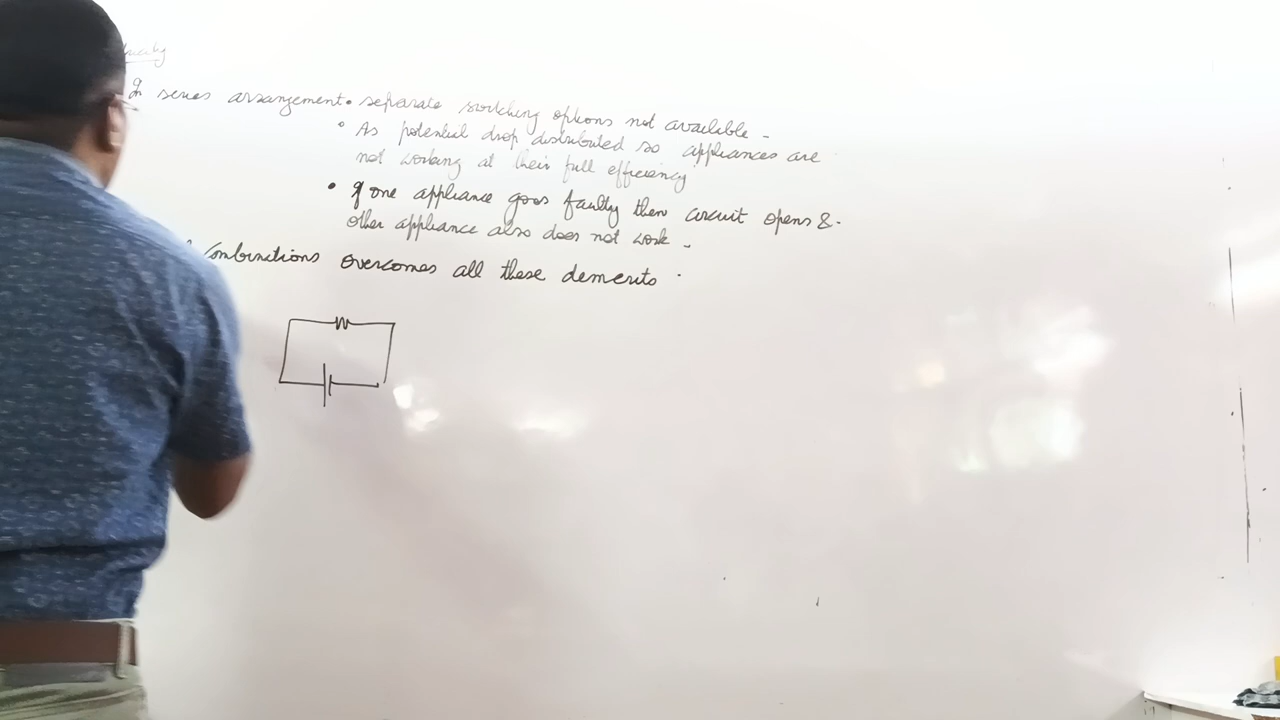 In series arrangement • separate switching options not available -
• As potential drop distributed so appliances are
not working at their full efficiency
• If one appliance goes faulty then circuit opens &
other appliance also does not work -
combinitions overcomes all these demerits .